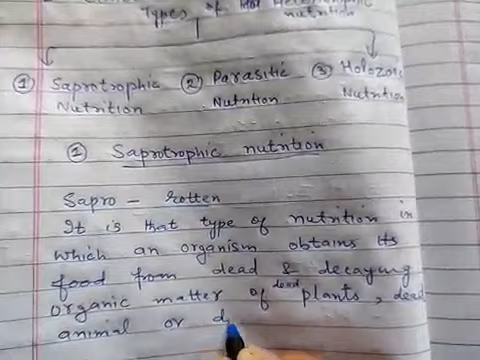 Types of Heterotrophic
nutrition
① Saprotrophic ② Parasitic ③ Holozoic
Nutrition Nutrition Nutrition
① Saprotrophic nutrition
Sapro - rotten
It is that type of nutrition in
which an organism obtains its
food from dead & decaying
organic matter of dead plants, dead
animal or d